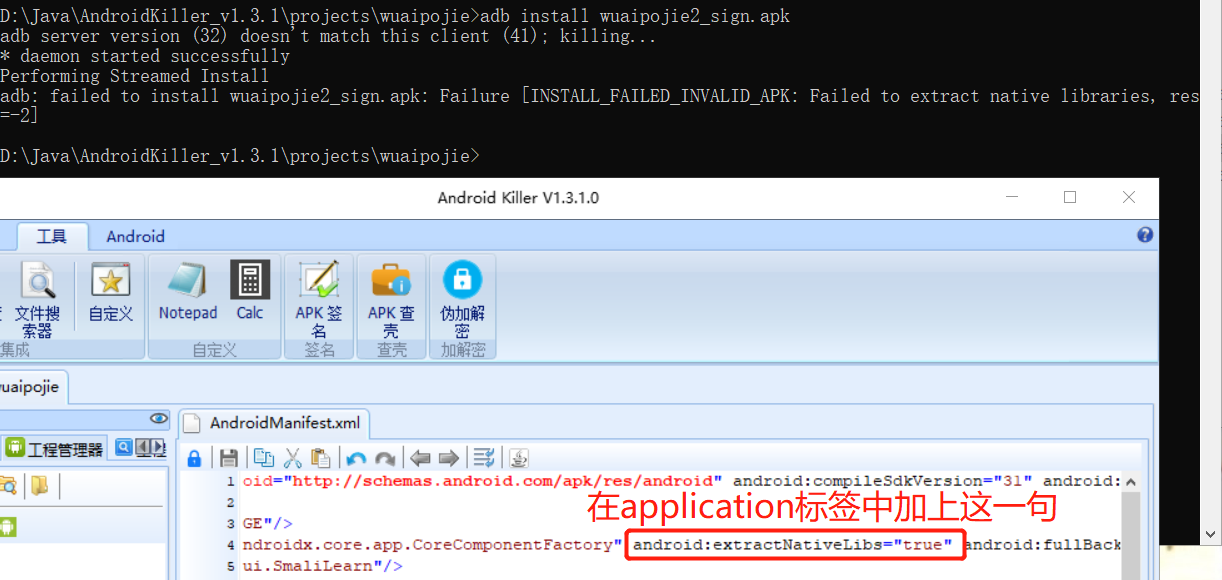 D:\Java\AndroidKiller_v1.3.1\projects\wuaipojie>adb install wuaipojie2_sign.apk
adb server version (32) doesn't match this client (41); killing...
* daemon started successfully
Performing Streamed Install
adb: failed to install wuaipojie2_sign.apk: Failure [INSTALL_FAILED_INVALID_APK: Failed to extract native libraries, res
=-2]
D:\Java\AndroidKiller_v1.3.1\projects\wuaipojie>
Android Killer V1.3.1.0
工具 Android
文件搜
索器
自定义
Notepad
Calc
APK 签
名
APK 查
壳
伪加解
密
集成
自定义
签名
查壳
加解密
uaipojie
AndroidManifest.xml
工程管理器
1 oid="http://schemas.android.com/apk/res/android" android:compileSdkVersion="31" android:
2
在application标签中加上这一句
3 GE"/>
4 ndroidx.core.app.CoreComponentFactory" android:extractNativeLibs="true" android:fullBack
5 ui.SmaliLearn"/>